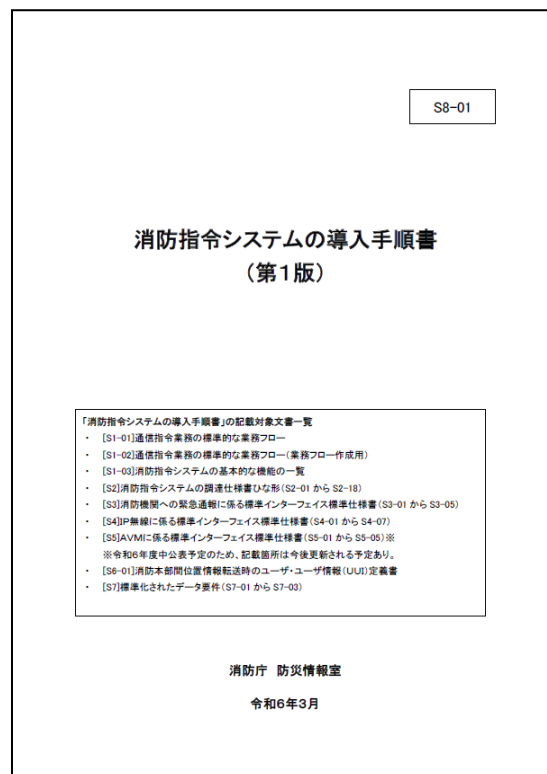 S8-01
消防指令システムの導入手順書
（第１版）
「消防指令システムの導入手順書」の記載対象文書一覧
・ [S1-01]通信指令業務の標準的な業務フロー
・ [S1-02]通信指令業務の標準的な業務フロー（業務フロー作成用）
・ [S1-03]消防指令システムの基本的な機能の一覧
・ [S2]消防指令システムの調達仕様書ひな形（S2-01 から S2-18）
・ [S3]消防機関への緊急通報に係る標準インターフェイス標準仕様書（S3-01 から S3-05）
・ [S4]IP無線に係る標準インターフェイス標準仕様書（S4-01 から S4-07）
・ [S5]AVMに係る標準インターフェイス標準仕様書（S5-01 から S5-05）※
※令和6年度中公表予定のため、記載箇所は今後更新される予定あり。
・ [S6-01]消防本部間位置情報転送時のユーザ・ユーザ情報（UUI）定義書
・ [S7]標準化されたデータ要件（S7-01 から S7-03）
消防庁 防災情報室
令和6年3月